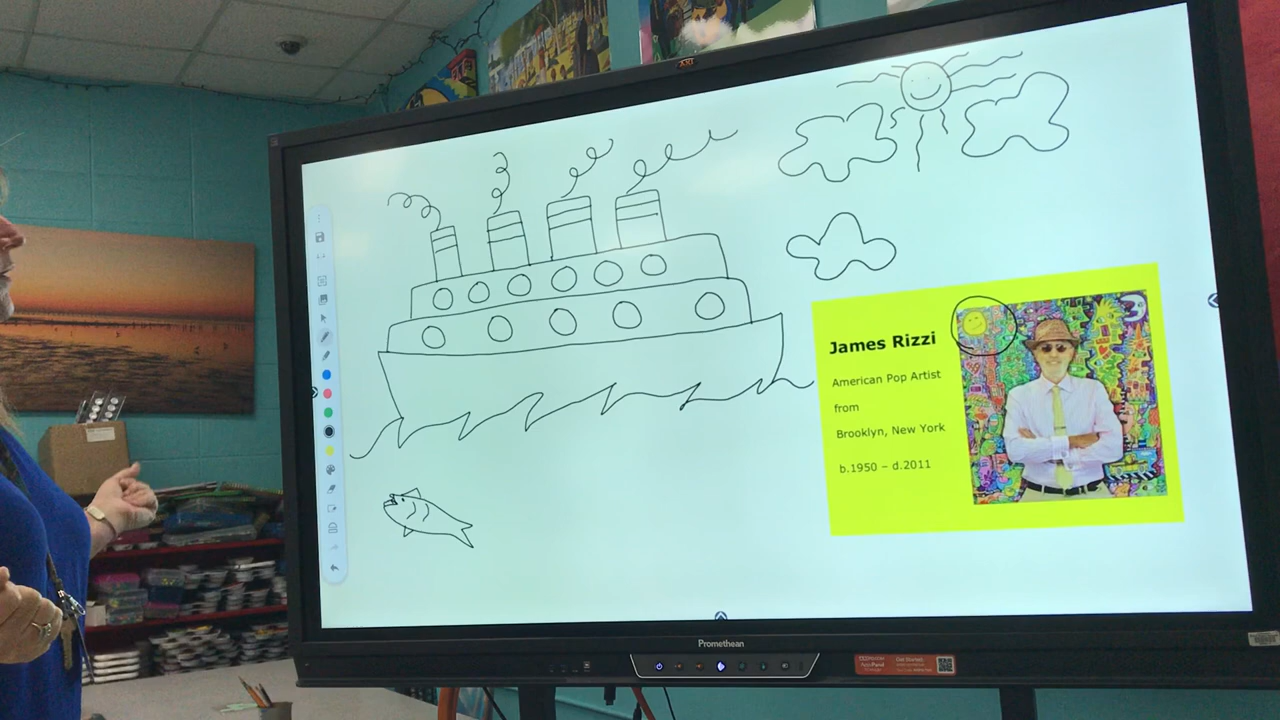 James Rizzi
American Pop Artist
from
Brooklyn, New York
b.1950 – d.2011
Promethean